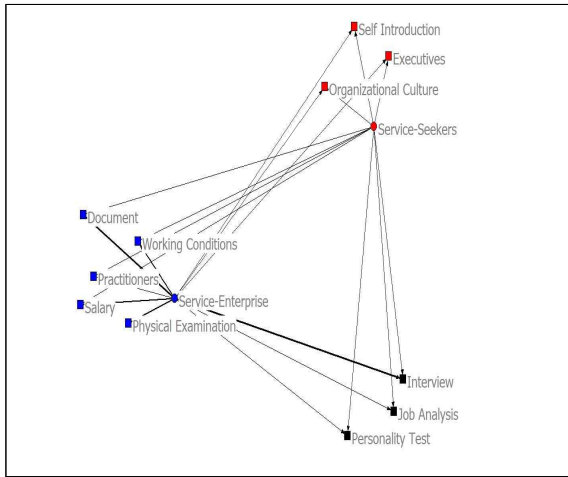 Self Introduction
Executives
Organizational Culture
Service-Seekers
Document
Working Conditions
Practitioners
Service-Enterprise
Salary
Physical Examination
Interview
Job Analysis
Personality Test